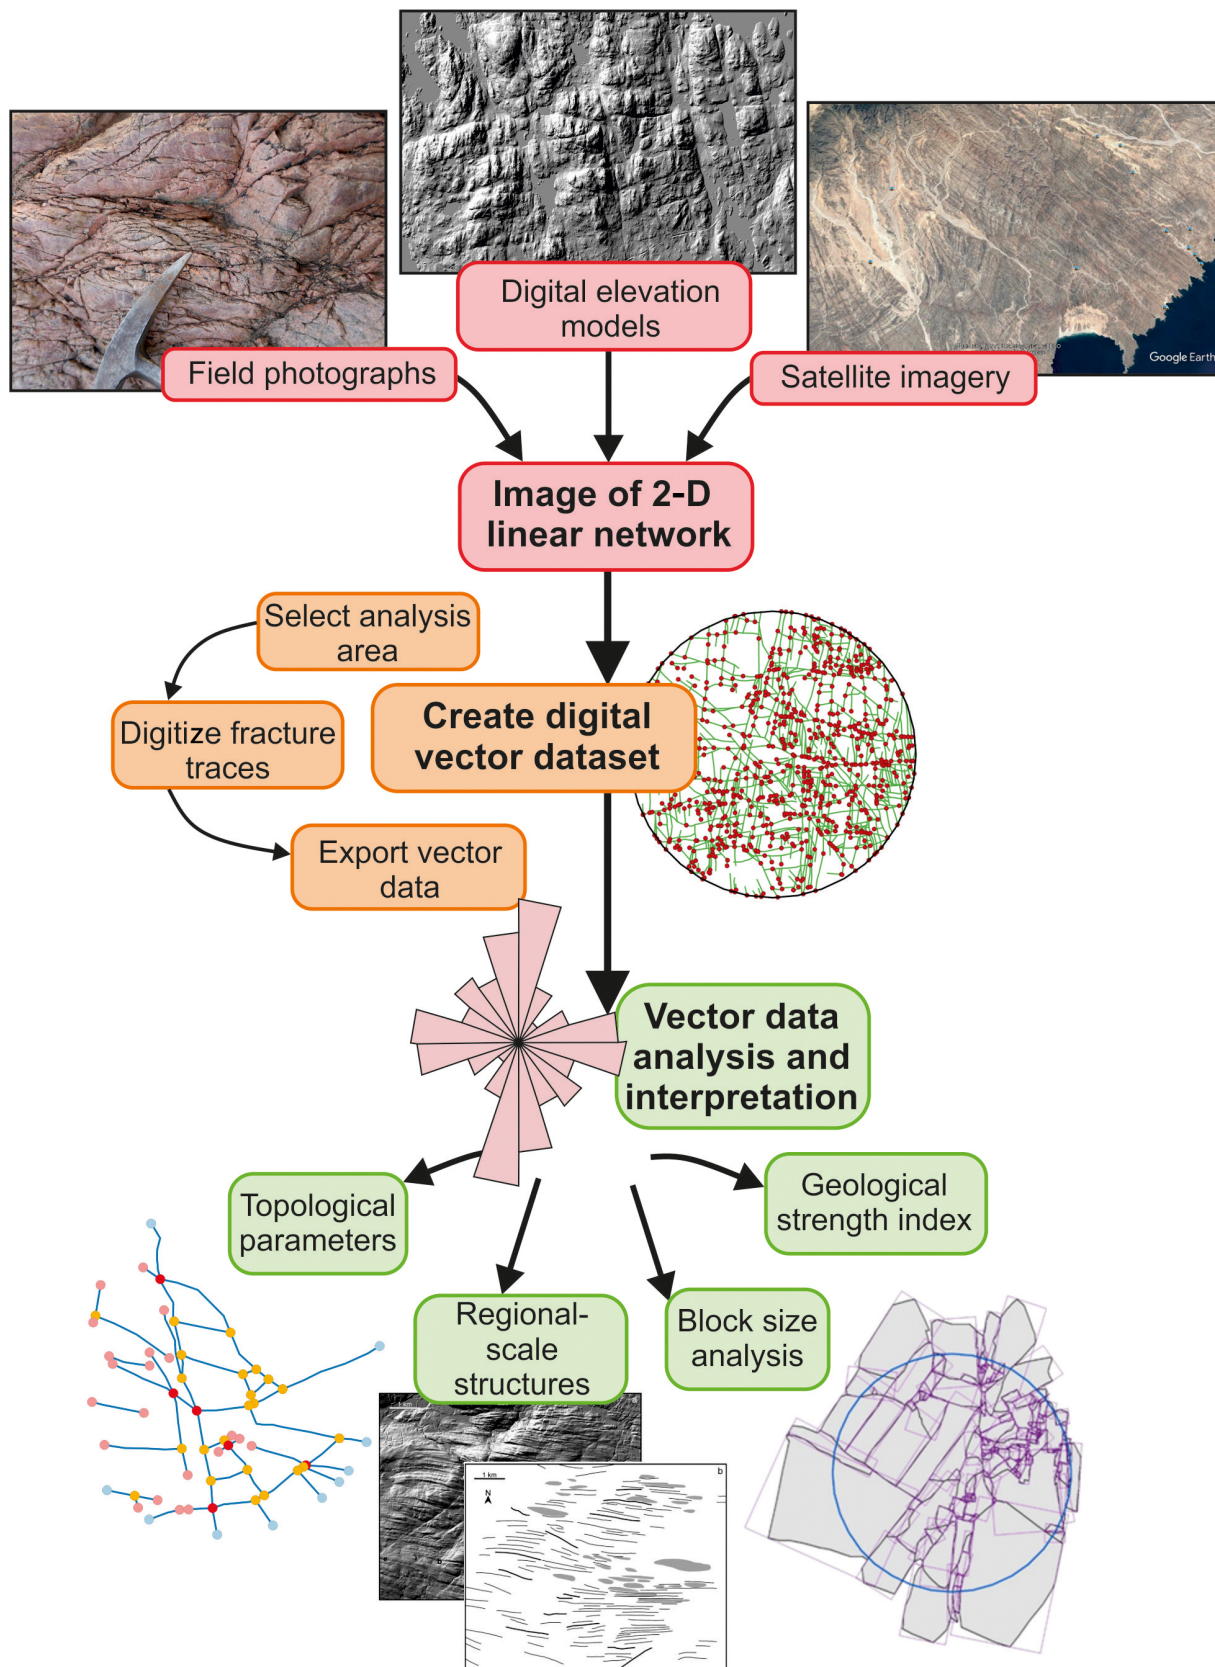 Digital elevation
models
Field photographs
Satellite imagery
Google Earth
Image of 2-D
linear network
Select analysis
area
Digitize fracture
traces
Create digital
vector dataset
Export vector
data
Vector data
analysis and
interpretation
Topological
parameters
Geological
strength index
Regional-
scale
structures
Block size
analysis
1 km
b
1 km
N